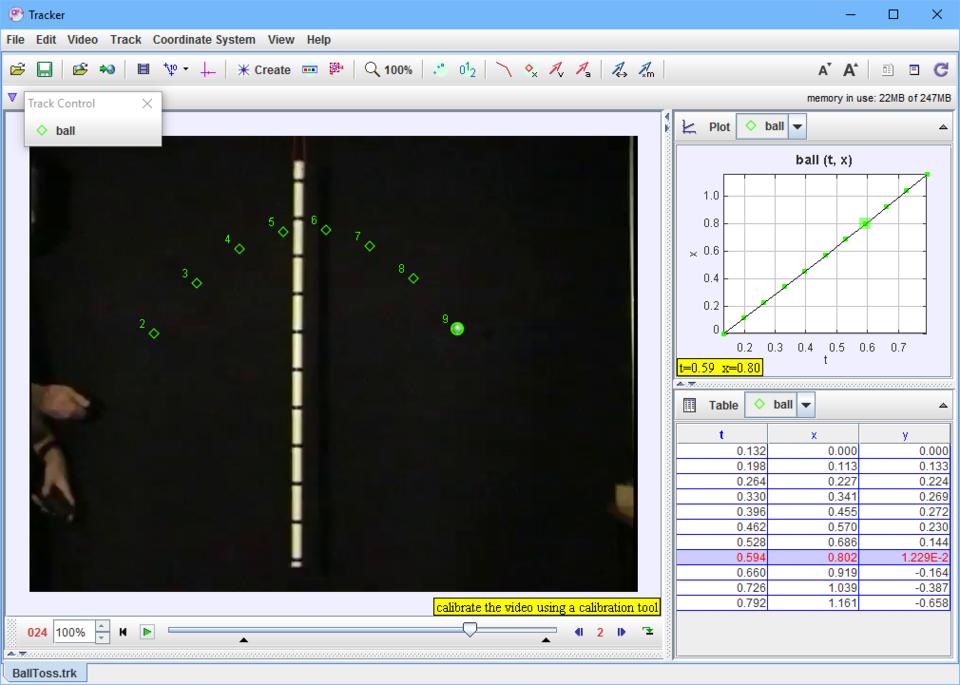 Tracker
File Edit Video Track Coordinate System View Help
Create 100%
memory in use: 22MB of 247MB
Track Control
ball
2
3
4
5
6
7
8
9
calibrate the video using a calibration tool
024 100% 2
BallToss.trk
Plot ball
ball (t, x)
1.0
0.8
0.6
0.4
0.2
0
x
0.2 0.3 0.4 0.5 0.6 0.7
t
t=0.59 x=0.80
Table ball
t x y
0.132 0.000 0.000
0.198 0.113 0.133
0.264 0.227 0.224
0.330 0.341 0.269
0.396 0.455 0.272
0.462 0.570 0.230
0.528 0.686 0.144
0.594 0.802 1.229E-2
0.660 0.919 -0.164
0.726 1.039 -0.387
0.792 1.161 -0.658